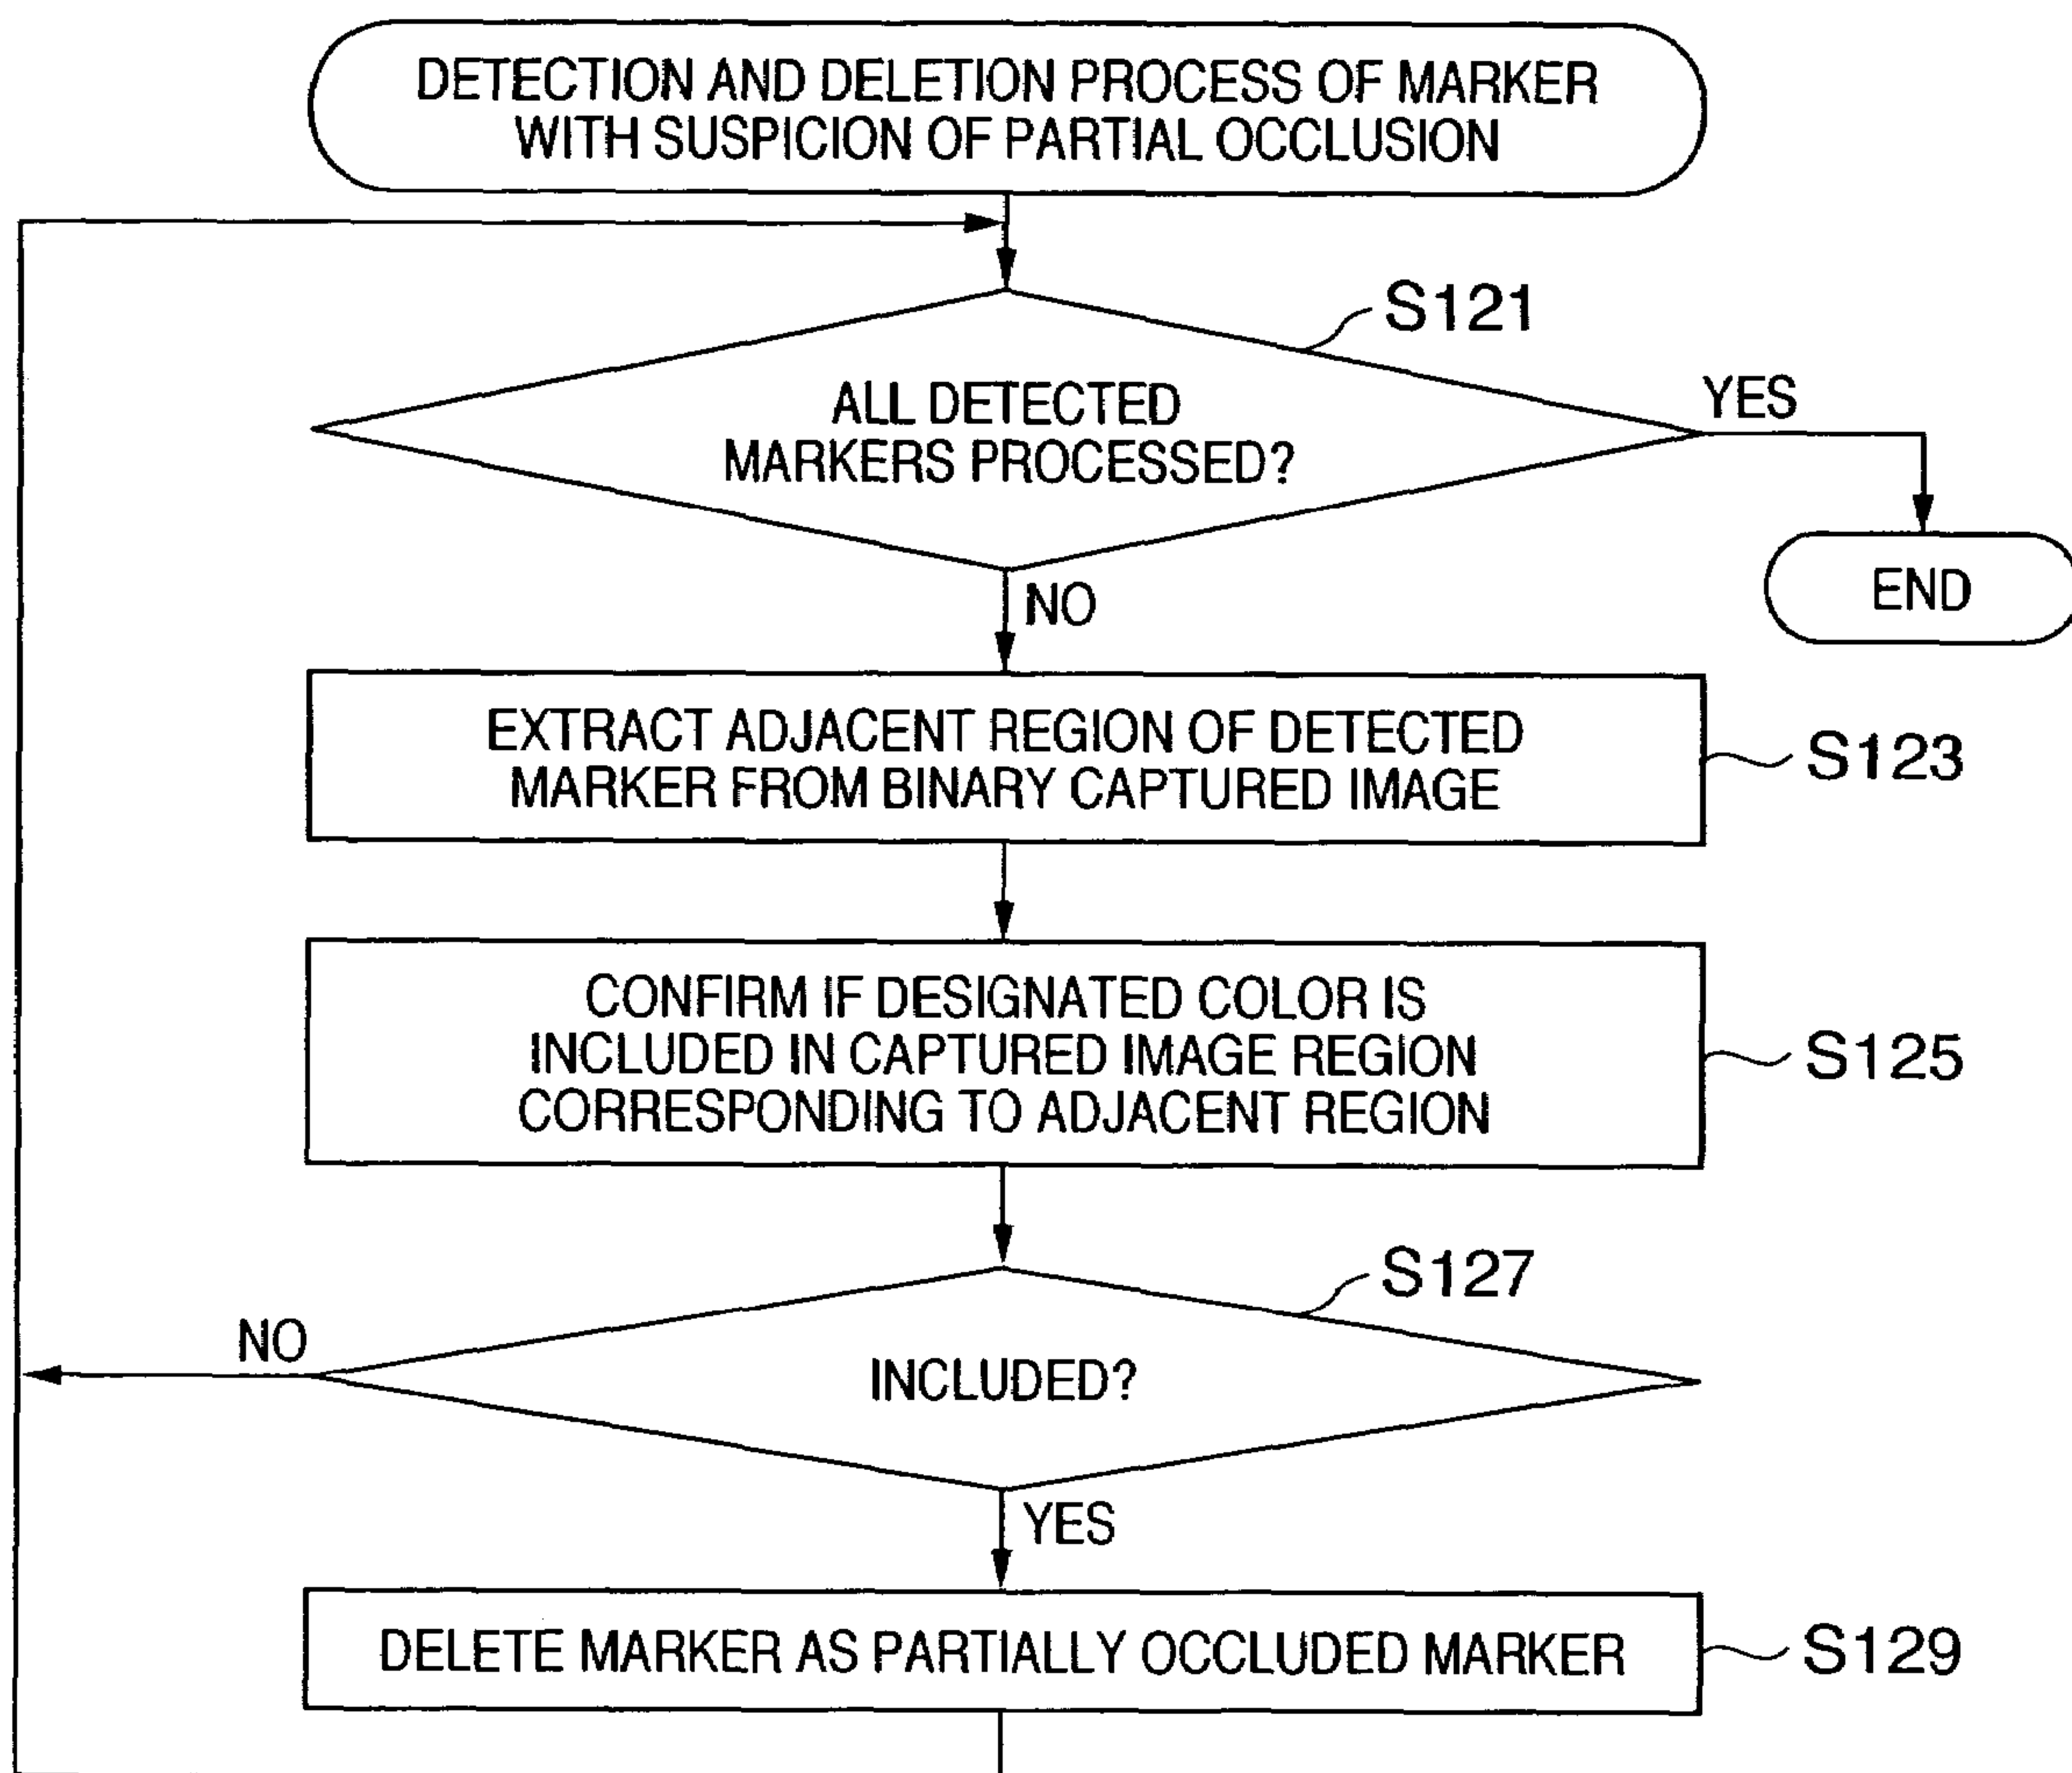 DETECTION AND DELETION PROCESS OF MARKER
WITH SUSPICION OF PARTIAL OCCLUSION
S121
ALL DETECTED
MARKERS PROCESSED?
YES
END
NO
EXTRACT ADJACENT REGION OF DETECTED
MARKER FROM BINARY CAPTURED IMAGE
S123
CONFIRM IF DESIGNATED COLOR IS
INCLUDED IN CAPTURED IMAGE REGION
CORRESPONDING TO ADJACENT REGION
S125
S127
NO
INCLUDED?
YES
DELETE MARKER AS PARTIALLY OCCLUDED MARKER
S129